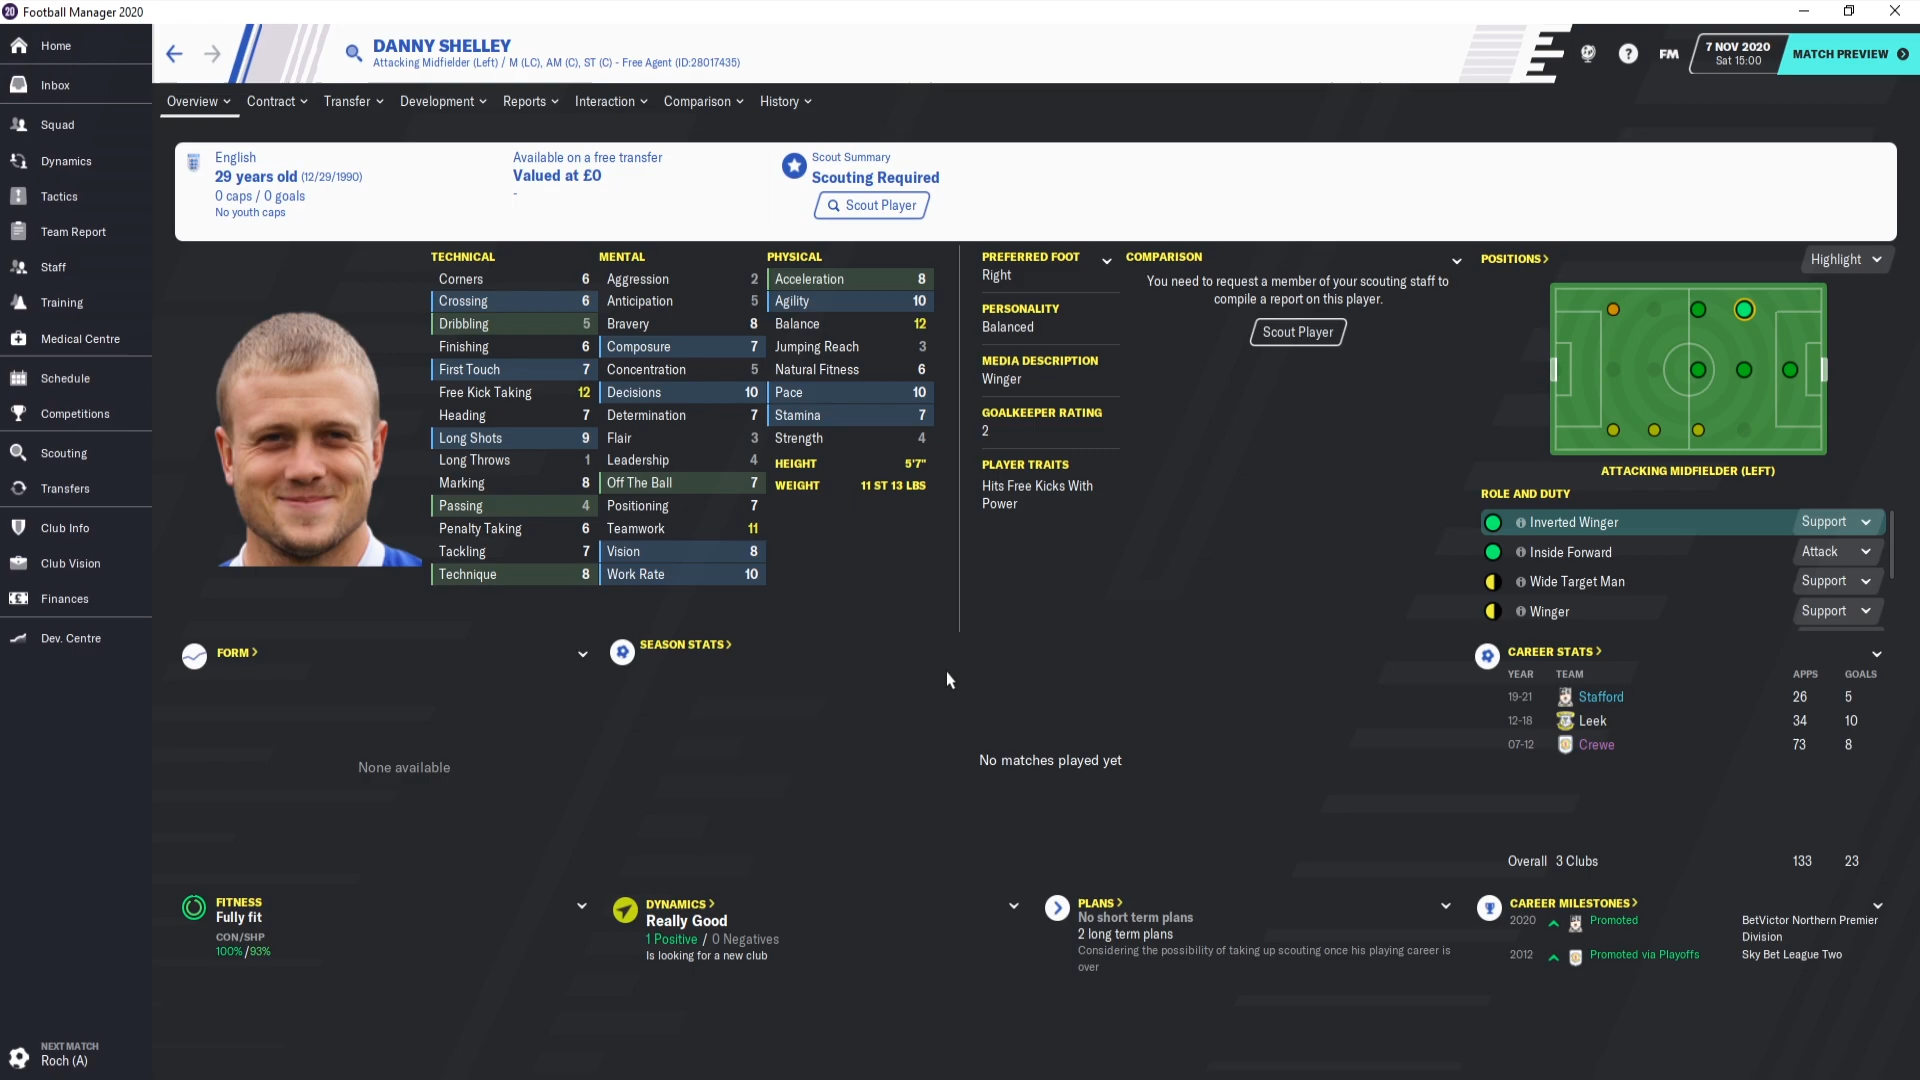 Football Manager 2020
Home
Inbox
Squad
Dynamics
Tactics
Team Report
Staff
Training
Medical Centre
Schedule
Competitions
Scouting
Transfers
Club Info
Club Vision
Finances
Dev. Centre
NEXT MATCH
Roch (A)
DANNY SHELLEY
Attacking Midfielder (Left) / M (LC), AM (C), ST (C) - Free Agent (ID:28017435)
FM
7 NOV 2020
Sat 15:00
MATCH PREVIEW
Overview Contract Transfer Development Reports Interaction Comparison History
English
29 years old (12/29/1990)
0 caps / 0 goals
No youth caps
Available on a free transfer
Valued at £0
-
Scout Summary
Scouting Required
Scout Player
TECHNICAL
Corners 6
Crossing 6
Dribbling 5
Finishing 6
First Touch 7
Free Kick Taking 12
Heading 7
Long Shots 9
Long Throws 1
Marking 8
Passing 4
Penalty Taking 6
Tackling 7
Technique 8
MENTAL
Aggression 2
Anticipation 5
Bravery 8
Composure 7
Concentration 5
Decisions 10
Determination 7
Flair 3
Leadership 4
Off The Ball 7
Positioning 7
Teamwork 11
Vision 8
Work Rate 10
PHYSICAL
Acceleration 8
Agility 10
Balance 12
Jumping Reach 3
Natural Fitness 6
Pace 10
Stamina 7
Strength 4
HEIGHT 5'7"
WEIGHT 11 ST 13 LBS
PREFERRED FOOT
Right
PERSONALITY
Balanced
MEDIA DESCRIPTION
Winger
GOALKEEPER RATING
2
PLAYER TRAITS
Hits Free Kicks With
Power
COMPARISON
You need to request a member of your scouting staff to
compile a report on this player.
Scout Player
POSITIONS
Highlight
ATTACKING MIDFIELDER (LEFT)
ROLE AND DUTY
Inverted Winger Support
Inside Forward Attack
Wide Target Man Support
Winger Support
FORM
None available
SEASON STATS
No matches played yet
CAREER STATS
YEAR TEAM APPS GOALS
19-21 Stafford 26 5
12-18 Leek 34 10
07-12 Crewe 73 8
Overall 3 Clubs 133 23
FITNESS
Fully fit
CON/SHP
100% / 93%
DYNAMICS
Really Good
1 Positive / 0 Negatives
Is looking for a new club
PLANS
No short term plans
2 long term plans
Considering the possibility of taking up scouting once his playing career is
over
CAREER MILESTONES
2020 Promoted BetVictor Northern Premier
Division
2012 Promoted via Playoffs Sky Bet League Two